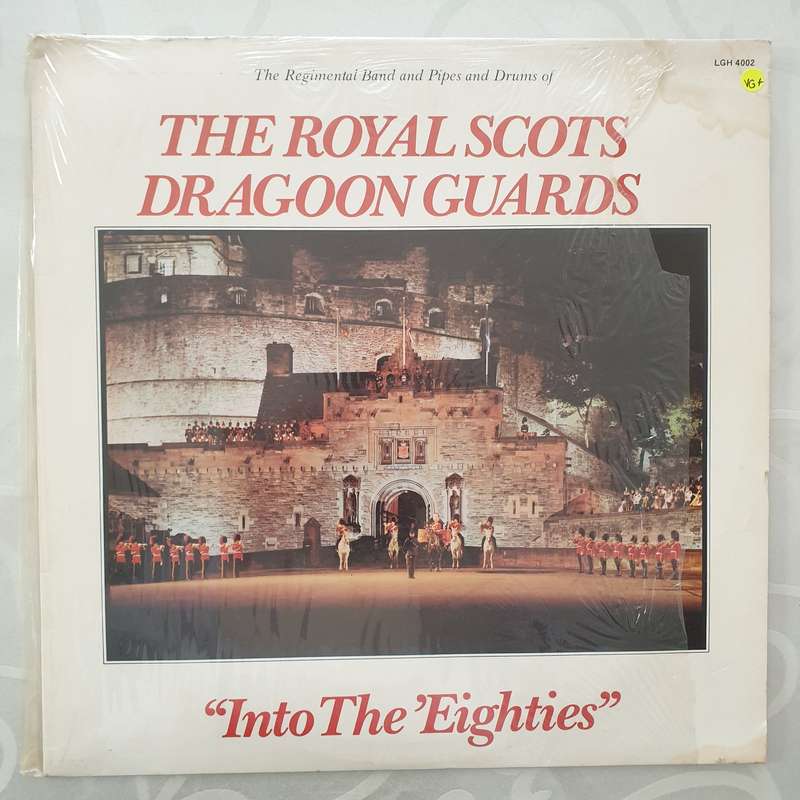 LGH 4002
VG+
The Regimental Band and Pipes and Drums of
THE ROYAL SCOTS
DRAGOON GUARDS
“Into The ’Eighties”